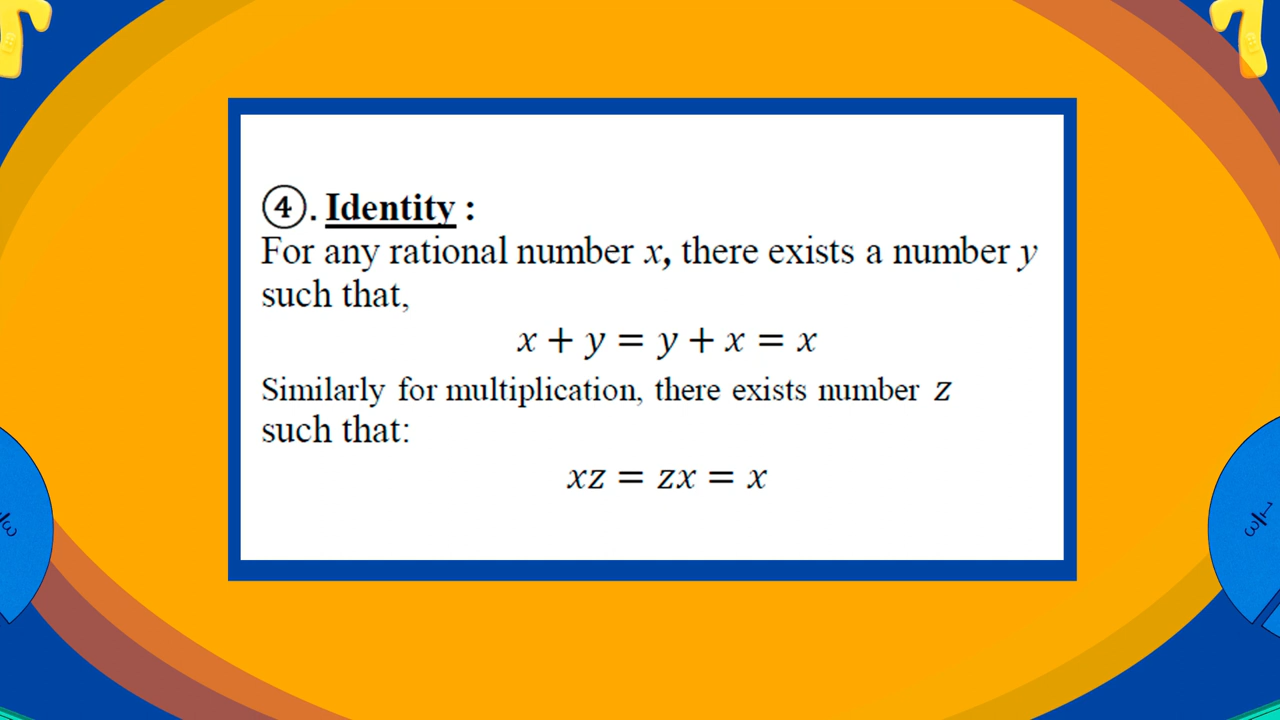 ④. Identity :
For any rational number x, there exists a number y
such that,
x + y = y + x = x
Similarly for multiplication, there exists number z
such that:
xz = zx = x